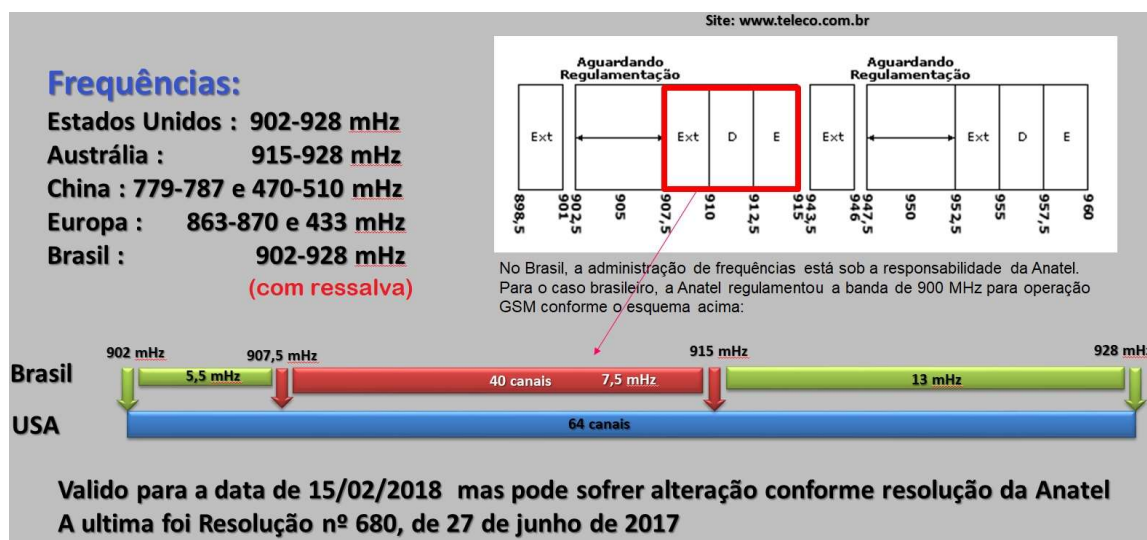 Site: www.teleco.com.br
Frequências:
Estados Unidos : 902-928 mHz
Austrália : 915-928 mHz
China : 779-787 e 470-510 mHz
Europa : 863-870 e 433 mHz
Brasil : 902-928 mHz
(com ressalva)
Aguardando
Regulamentação
Aguardando
Regulamentação
Ext Ext D E Ext Ext D E
898,5 901 902,5 905 907,5 910 912,5 915 943,5 946 947,5 950 952,5 955 957,5 960
No Brasil, a administração de frequências está sob a responsabilidade da Anatel.
Para o caso brasileiro, a Anatel regulamentou a banda de 900 MHz para operação
GSM conforme o esquema acima:
902 mHz 907,5 mHz 915 mHz 928 mHz
Brasil 5,5 mHz 40 canais 7,5 mHz 13 mHz
USA 64 canais
Valido para a data de 15/02/2018 mas pode sofrer alteração conforme resolução da Anatel
A ultima foi Resolução nº 680, de 27 de junho de 2017